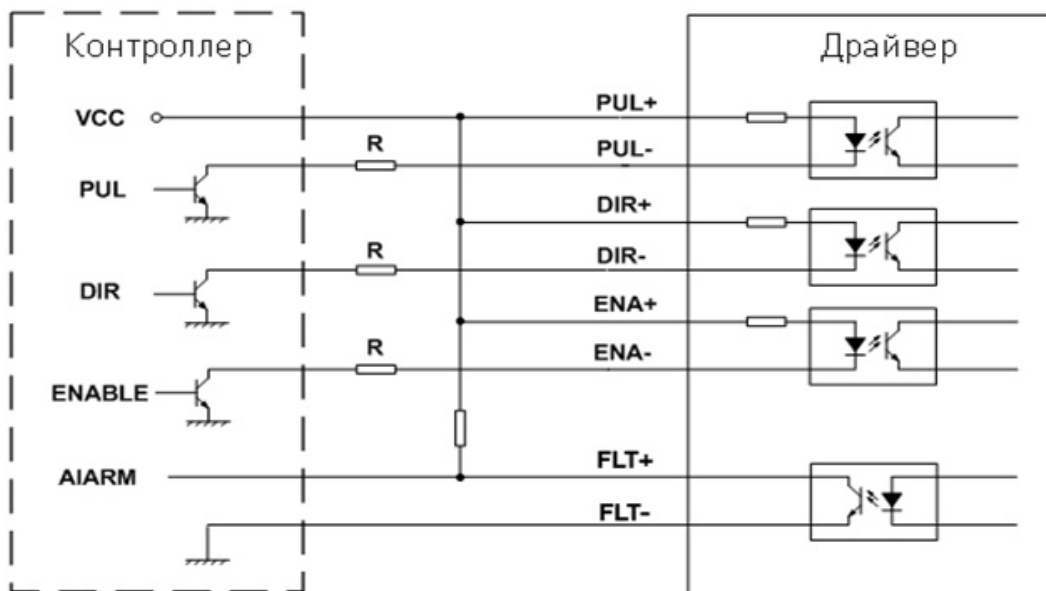 Контроллер
Драйвер
VCC
PUL+
R
PUL-
PUL
DIR+
R
DIR-
DIR
ENA+
R
ENA-
ENABLE
AIARM
FLT+
FLT-